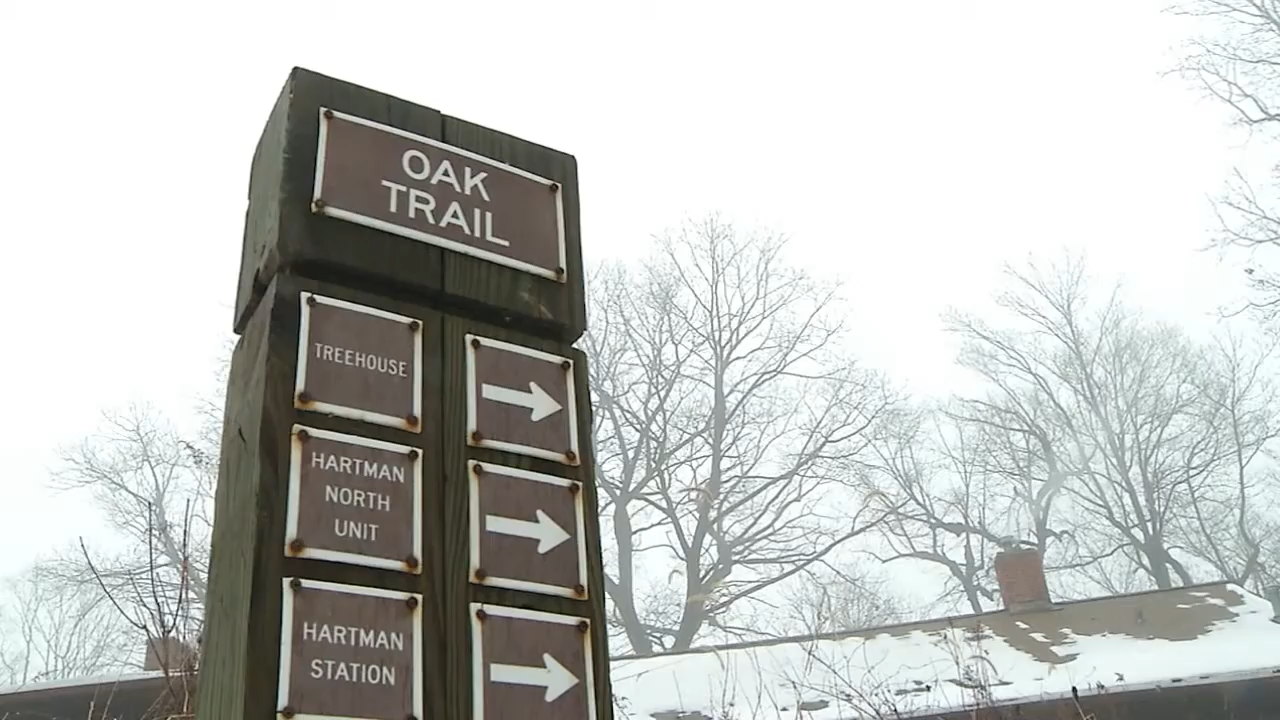 OAK
TRAIL
TREEHOUSE
HARTMAN
NORTH
UNIT
HARTMAN
STATION